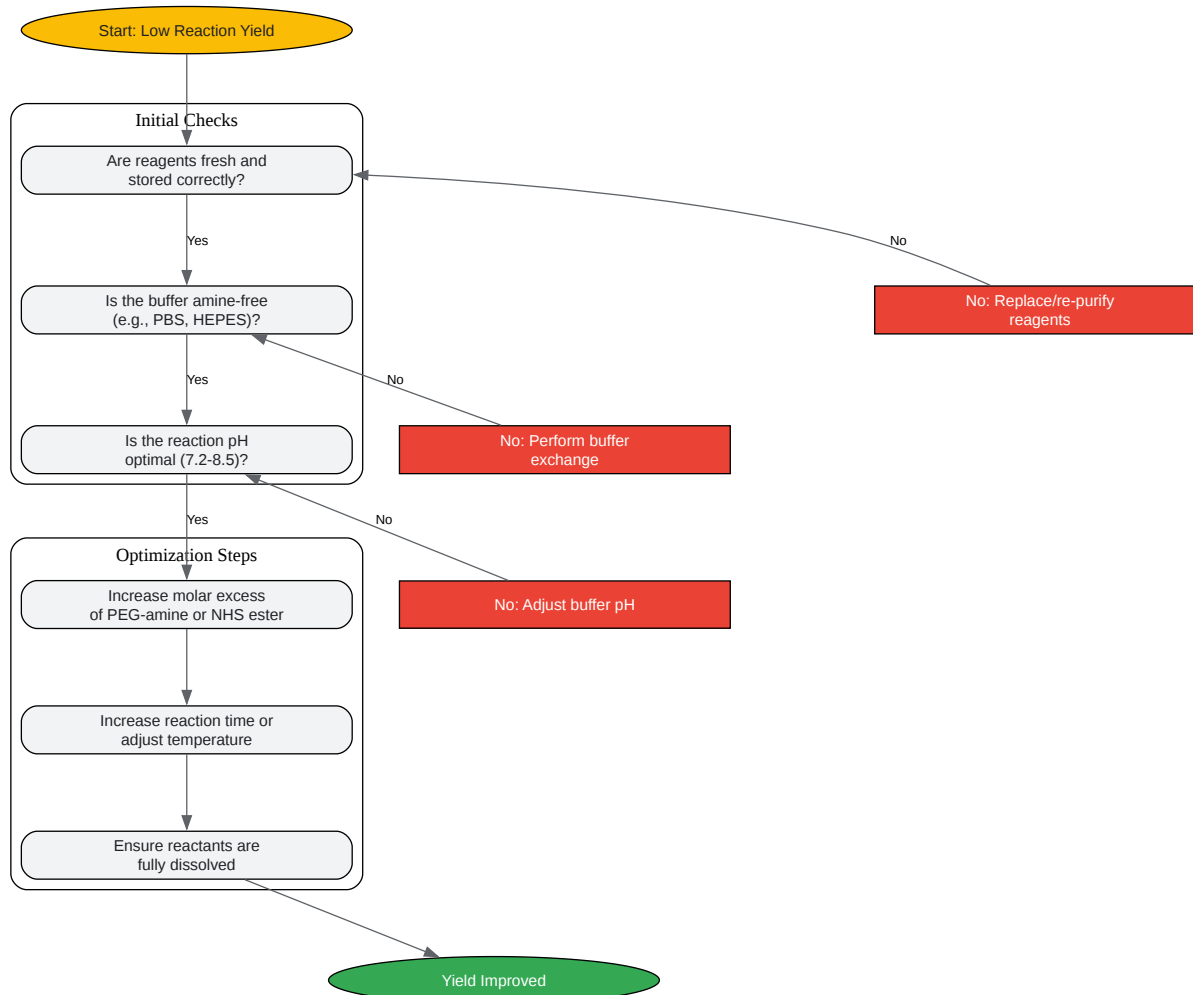 Start: Low Reaction Yield
Initial Checks
Are reagents fresh and
stored correctly?
Yes
No
Is the buffer amine-free
(e.g., PBS, HEPES)?
No: Replace/re-purify
reagents
Yes
No
Is the reaction pH
optimal (7.2-8.5)?
No: Perform buffer
exchange
Yes
No
Optimization Steps
Increase molar excess
of PEG-amine or NHS ester
No: Adjust buffer pH
Increase reaction time or
adjust temperature
Ensure reactants are
fully dissolved
Yield Improved